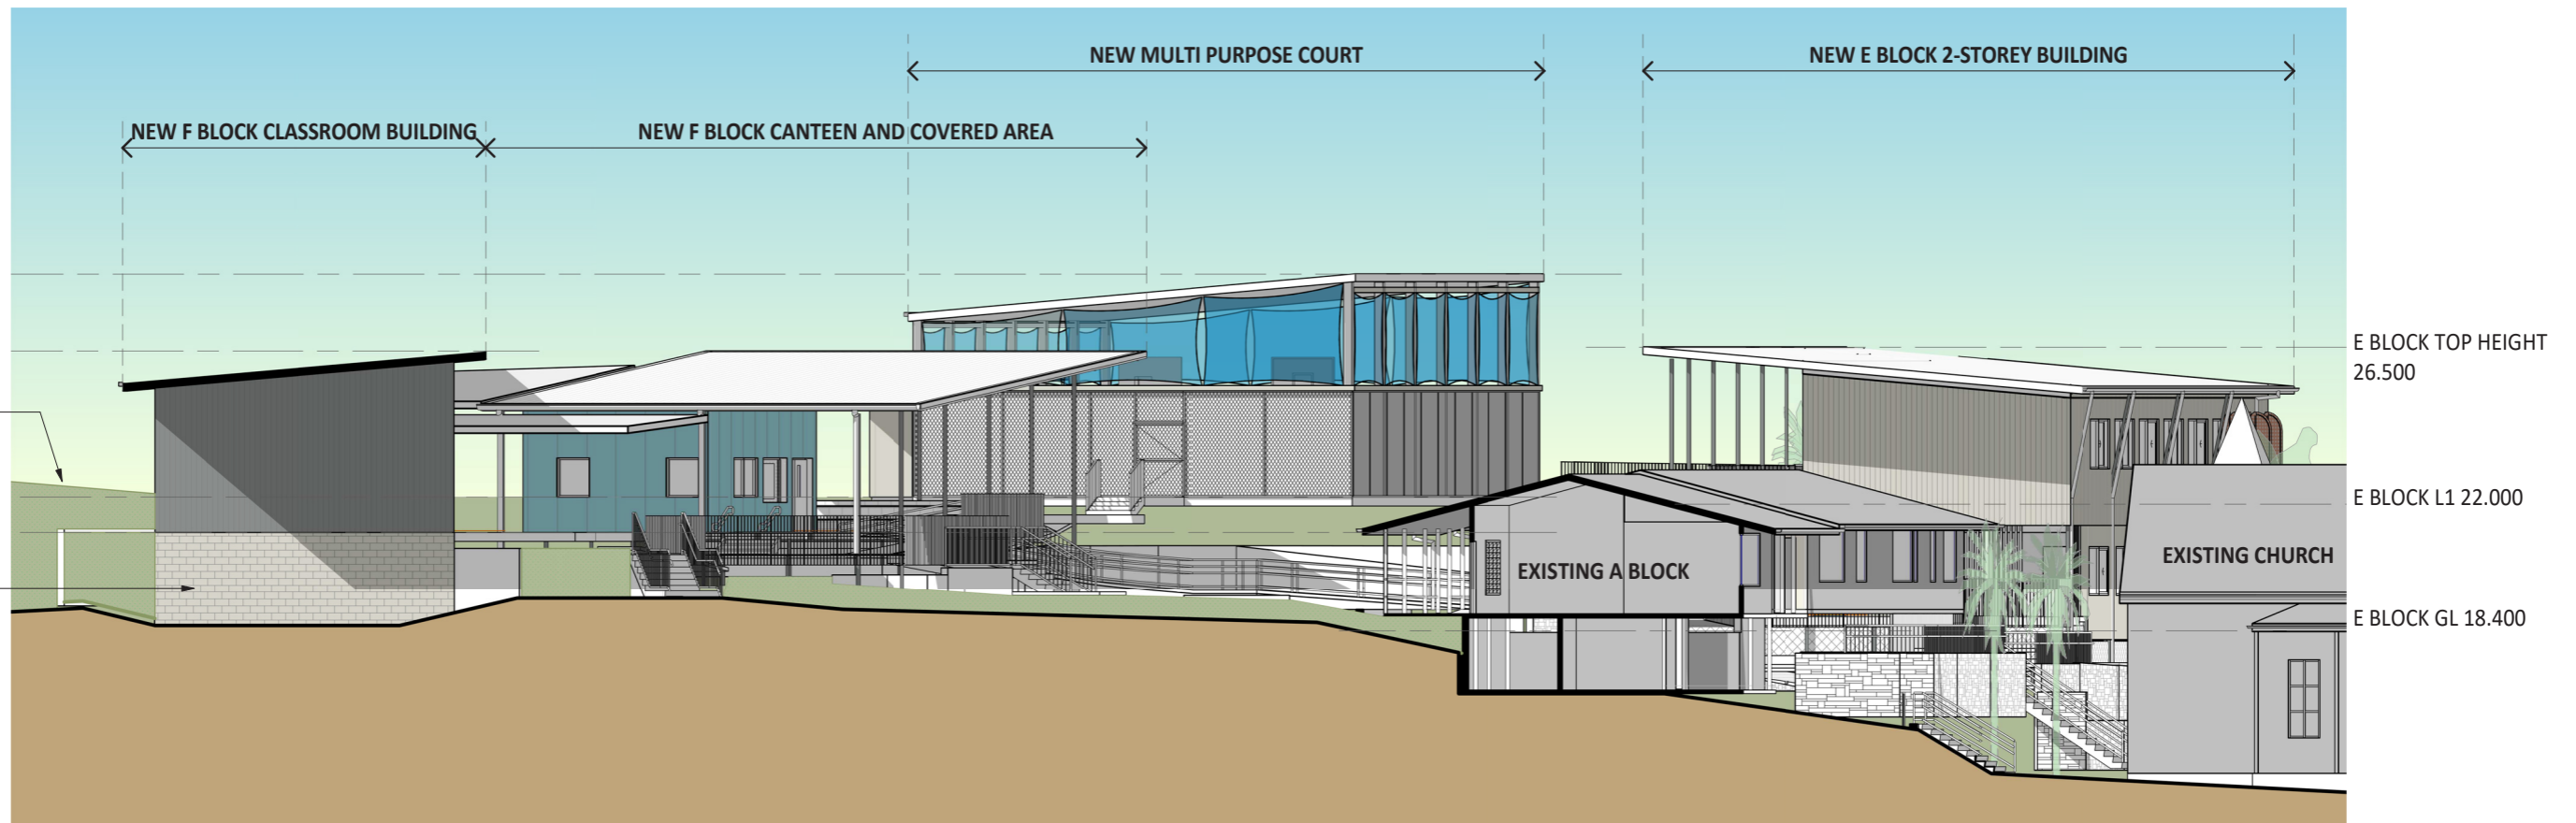 NEW MULTI PURPOSE COURT
NEW E BLOCK 2-STOREY BUILDING
NEW F BLOCK CLASSROOM BUILDING
NEW F BLOCK CANTEEN AND COVERED AREA
E BLOCK TOP HEIGHT
26.500
E BLOCK L1 22.000
EXISTING A BLOCK
EXISTING CHURCH
E BLOCK GL 18.400